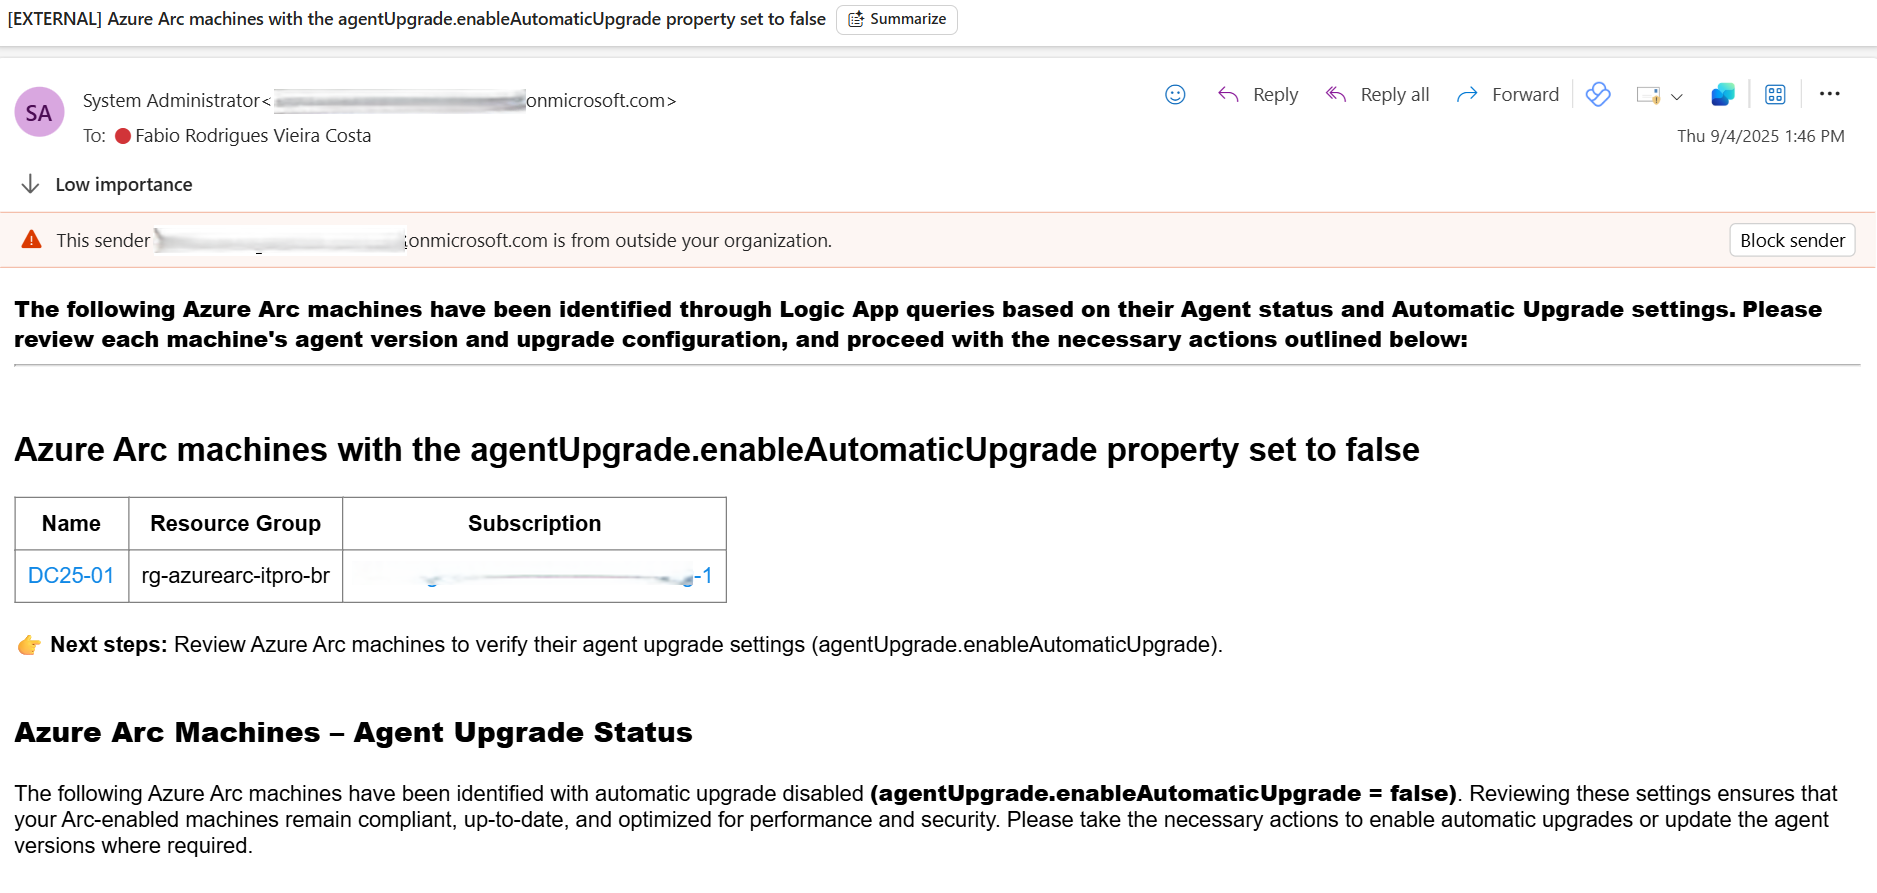 [EXTERNAL] Azure Arc machines with the agentUpgrade.enableAutomaticUpgrade property set to false
Summarize
SA
System Administrator<
onmicrosoft.com>
Reply
Reply all
Forward
To: Fabio Rodrigues Vieira Costa
Thu 9/4/2025 1:46 PM
Low importance
This sender
onmicrosoft.com is from outside your organization.
Block sender
The following Azure Arc machines have been identified through Logic App queries based on their Agent status and Automatic Upgrade settings. Please
review each machine's agent version and upgrade configuration, and proceed with the necessary actions outlined below:
Azure Arc machines with the agentUpgrade.enableAutomaticUpgrade property set to false
Name Resource Group Subscription
DC25-01 rg-azurearc-itpro-br -1
👉 Next steps: Review Azure Arc machines to verify their agent upgrade settings (agentUpgrade.enableAutomaticUpgrade).
Azure Arc Machines – Agent Upgrade Status
The following Azure Arc machines have been identified with automatic upgrade disabled (agentUpgrade.enableAutomaticUpgrade = false). Reviewing these settings ensures that
your Arc-enabled machines remain compliant, up-to-date, and optimized for performance and security. Please take the necessary actions to enable automatic upgrades or update the agent
versions where required.